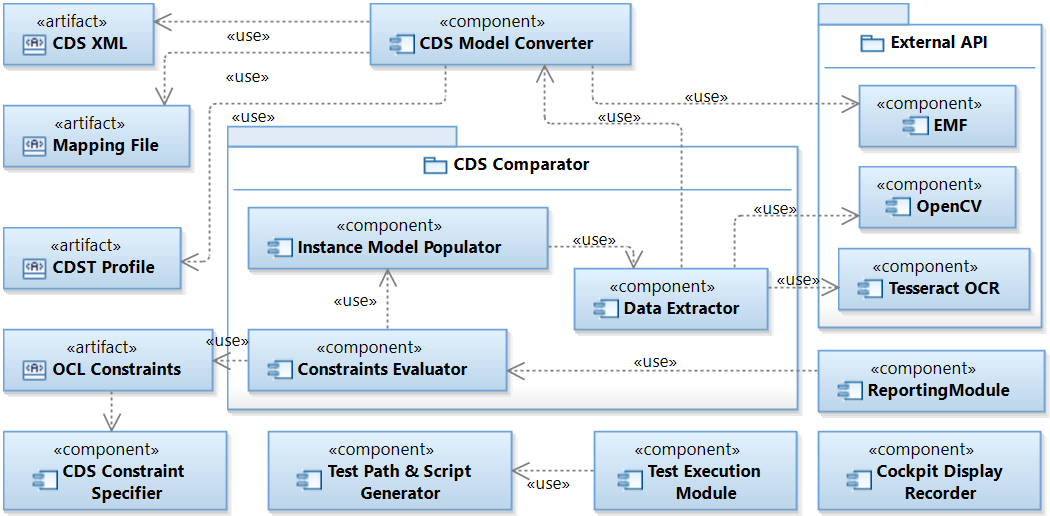 «artifact»
CDS XML
«use»
«component»
CDS Model Converter
External API
«use»
«artifact»
Mapping File
«use»
«use»
«use»
«component»
EMF
CDS Comparator
«component»
OpenCV
«use»
«component»
Instance Model Populator
«use»
«artifact»
CDST Profile
«component»
Data Extractor
«use»
«component»
Tesseract OCR
«use»
«artifact»
OCL Constraints
«use»
«component»
Constraints Evaluator
«use»
«component»
ReportingModule
«component»
CDS Constraint
Specifier
«component»
Test Path & Script
Generator
«use»
«component»
Test Execution
Module
«component»
Cockpit Display
Recorder